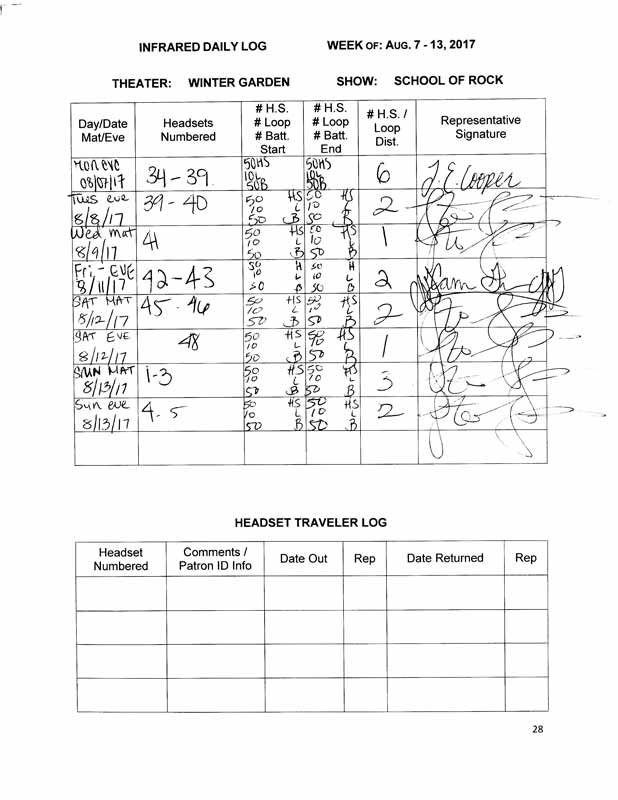 INFRARED DAILY LOG WEEK OF: AUG. 7 - 13, 2017
THEATER: WINTER GARDEN SHOW: SCHOOL OF ROCK
Day/Date Mat/Eve Headsets Numbered # H.S. # Loop # Batt. Start # H.S. # Loop # Batt. End # H.S. / Loop Dist. Representative Signature
Mon eve 08/07/17 34 - 39 50HS 10L 50B 50HS 10L 50B 6 J.E. Cooper
Tues eve 8/8/17 39 - 40 50 HS 10 L 50 B 50 HS 10 L 50 B 2
Wed mat 8/9/17 41 50 HS 10 L 50 B 50 HS 10 L 50 B 1
Fri - EVE 8/11/17 42-43 50 H 10 L 50 B 50 H 10 L 50 B 2
SAT MAT 8/12/17 45 - 46 50 HS 10 L 50 B 50 HS 10 L 50 B 2
SAT EVE 8/12/17 48 50 HS 10 L 50 B 50 HS 10 L 50 B 1
SUN MAT 8/13/17 1-3 50 HS 10 L 50 B 50 HS 10 L 50 B 3
Sun eve 8/13/17 4-5 50 HS 10 L 50 B 50 HS 10 L 50 B 2
HEADSET TRAVELER LOG
Headset Numbered Comments / Patron ID Info Date Out Rep Date Returned Rep
28